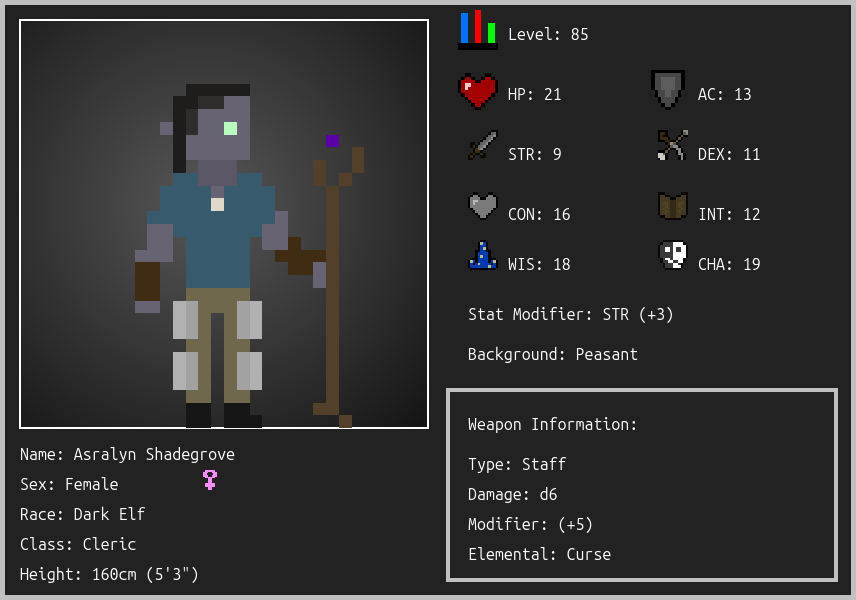 Level: 85
HP: 21
AC: 13
STR: 9
DEX: 11
CON: 16
INT: 12
WIS: 18
CHA: 19
Stat Modifier: STR (+3)
Background: Peasant
Weapon Information:
Type: Staff
Damage: d6
Modifier: (+5)
Elemental: Curse
Name: Asralyn Shadegrove
Sex: Female
Race: Dark Elf
Class: Cleric
Height: 160cm (5'3")